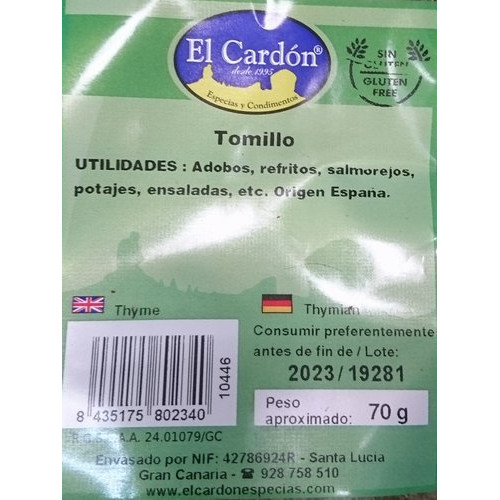 El Cardón®
desde 1995
Especias y Condimentos
SIN
GLUTEN
GLUTEN
FREE
Tomillo
UTILIDADES : Adobos, refritos, salmorejos,
potajes, ensaladas, etc. Origen España.
Thyme
Thymian
Consumir preferentemente
antes de fin de / Lote:
2023/19281
10446
8 435175 802340
Peso
aproximado: 70 g
R.G.S.A.A. 24.01079/GC
Envasado por NIF: 42786924R - Santa Lucía
Gran Canaria - ☎ 928 758 510
www.elcardonespecias.com